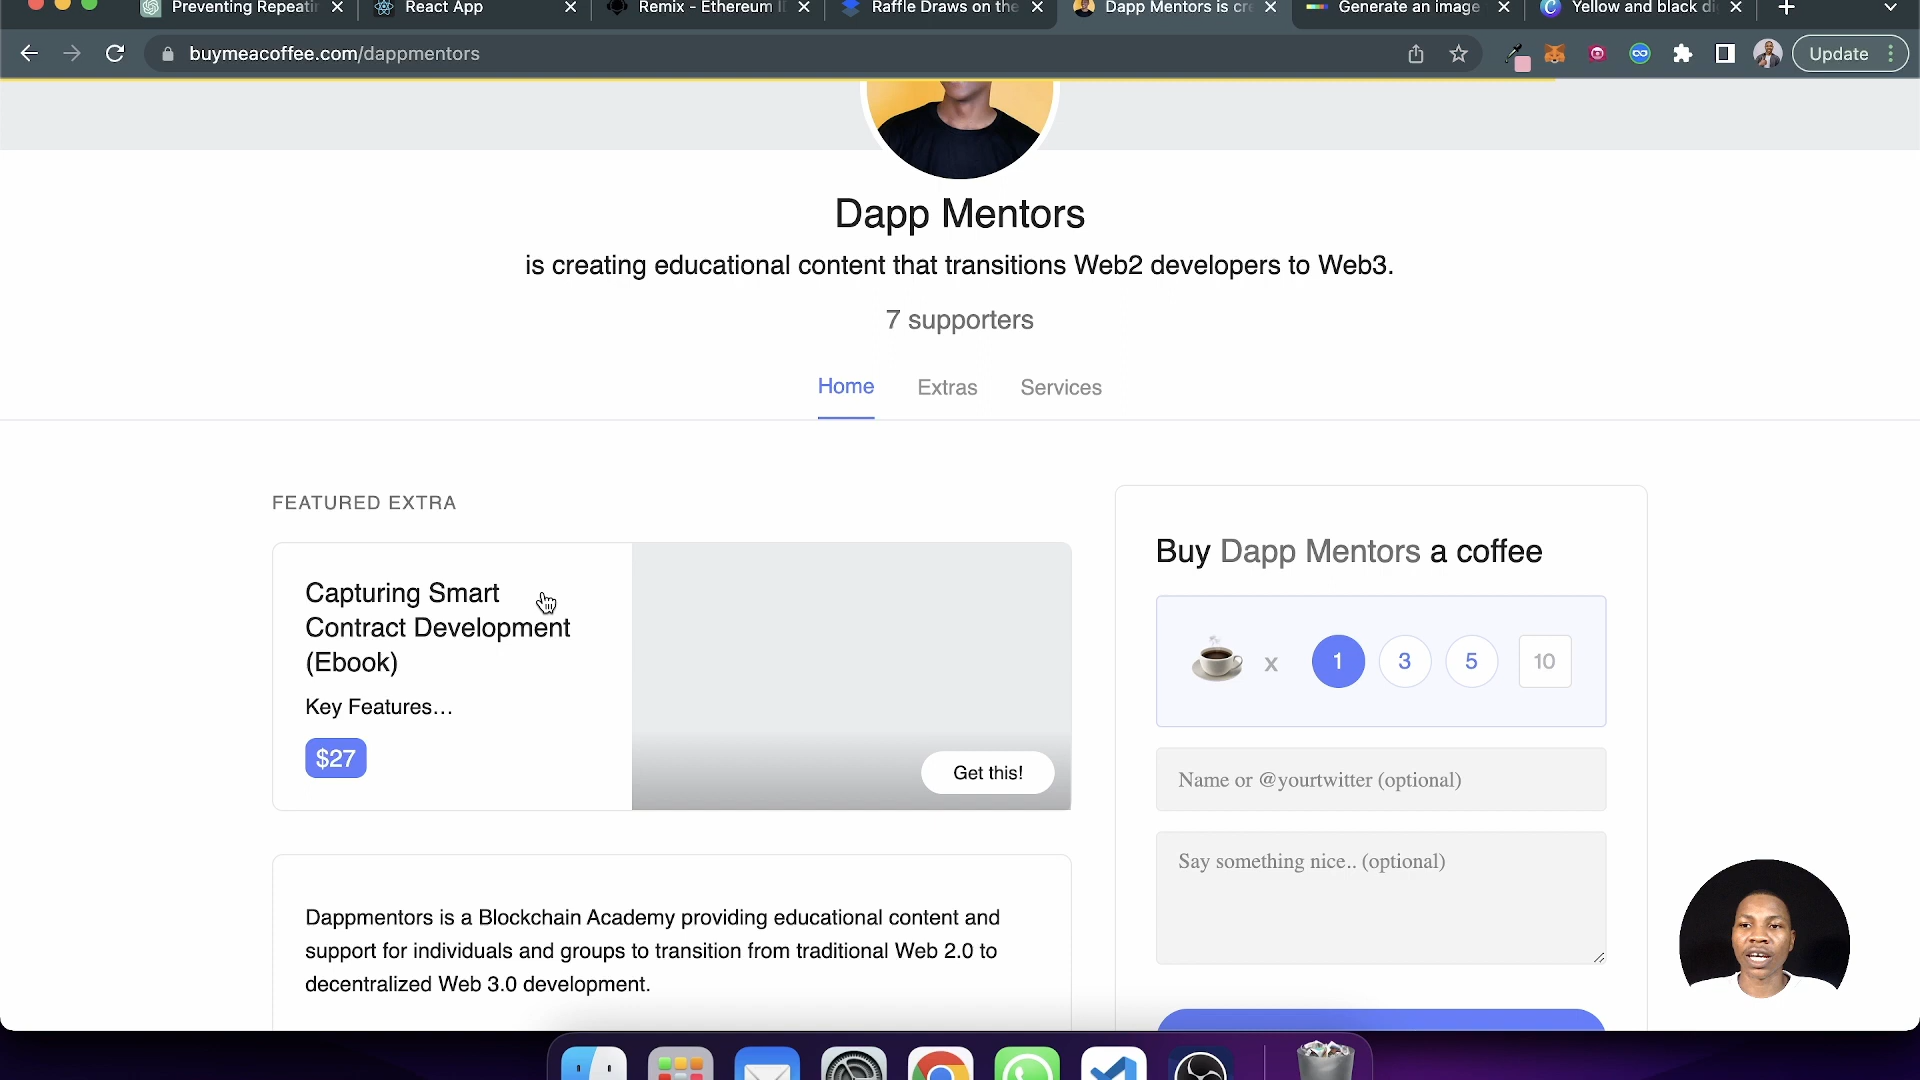 Preventing Repeatin
React App
Remix - Ethereum I
Raffle Draws on the
Dapp Mentors is cre
Generate an image
Yellow and black di
buymeacoffee.com/dappmentors
Update
Dapp Mentors
is creating educational content that transitions Web2 developers to Web3.
7 supporters
Home
Extras
Services
FEATURED EXTRA
Capturing Smart
Contract Development
(Ebook)
Key Features…
$27
Get this!
Buy Dapp Mentors a coffee
x
1
3
5
10
Name or @yourtwitter (optional)
Say something nice.. (optional)
Dappmentors is a Blockchain Academy providing educational content and
support for individuals and groups to transition from traditional Web 2.0 to
decentralized Web 3.0 development.